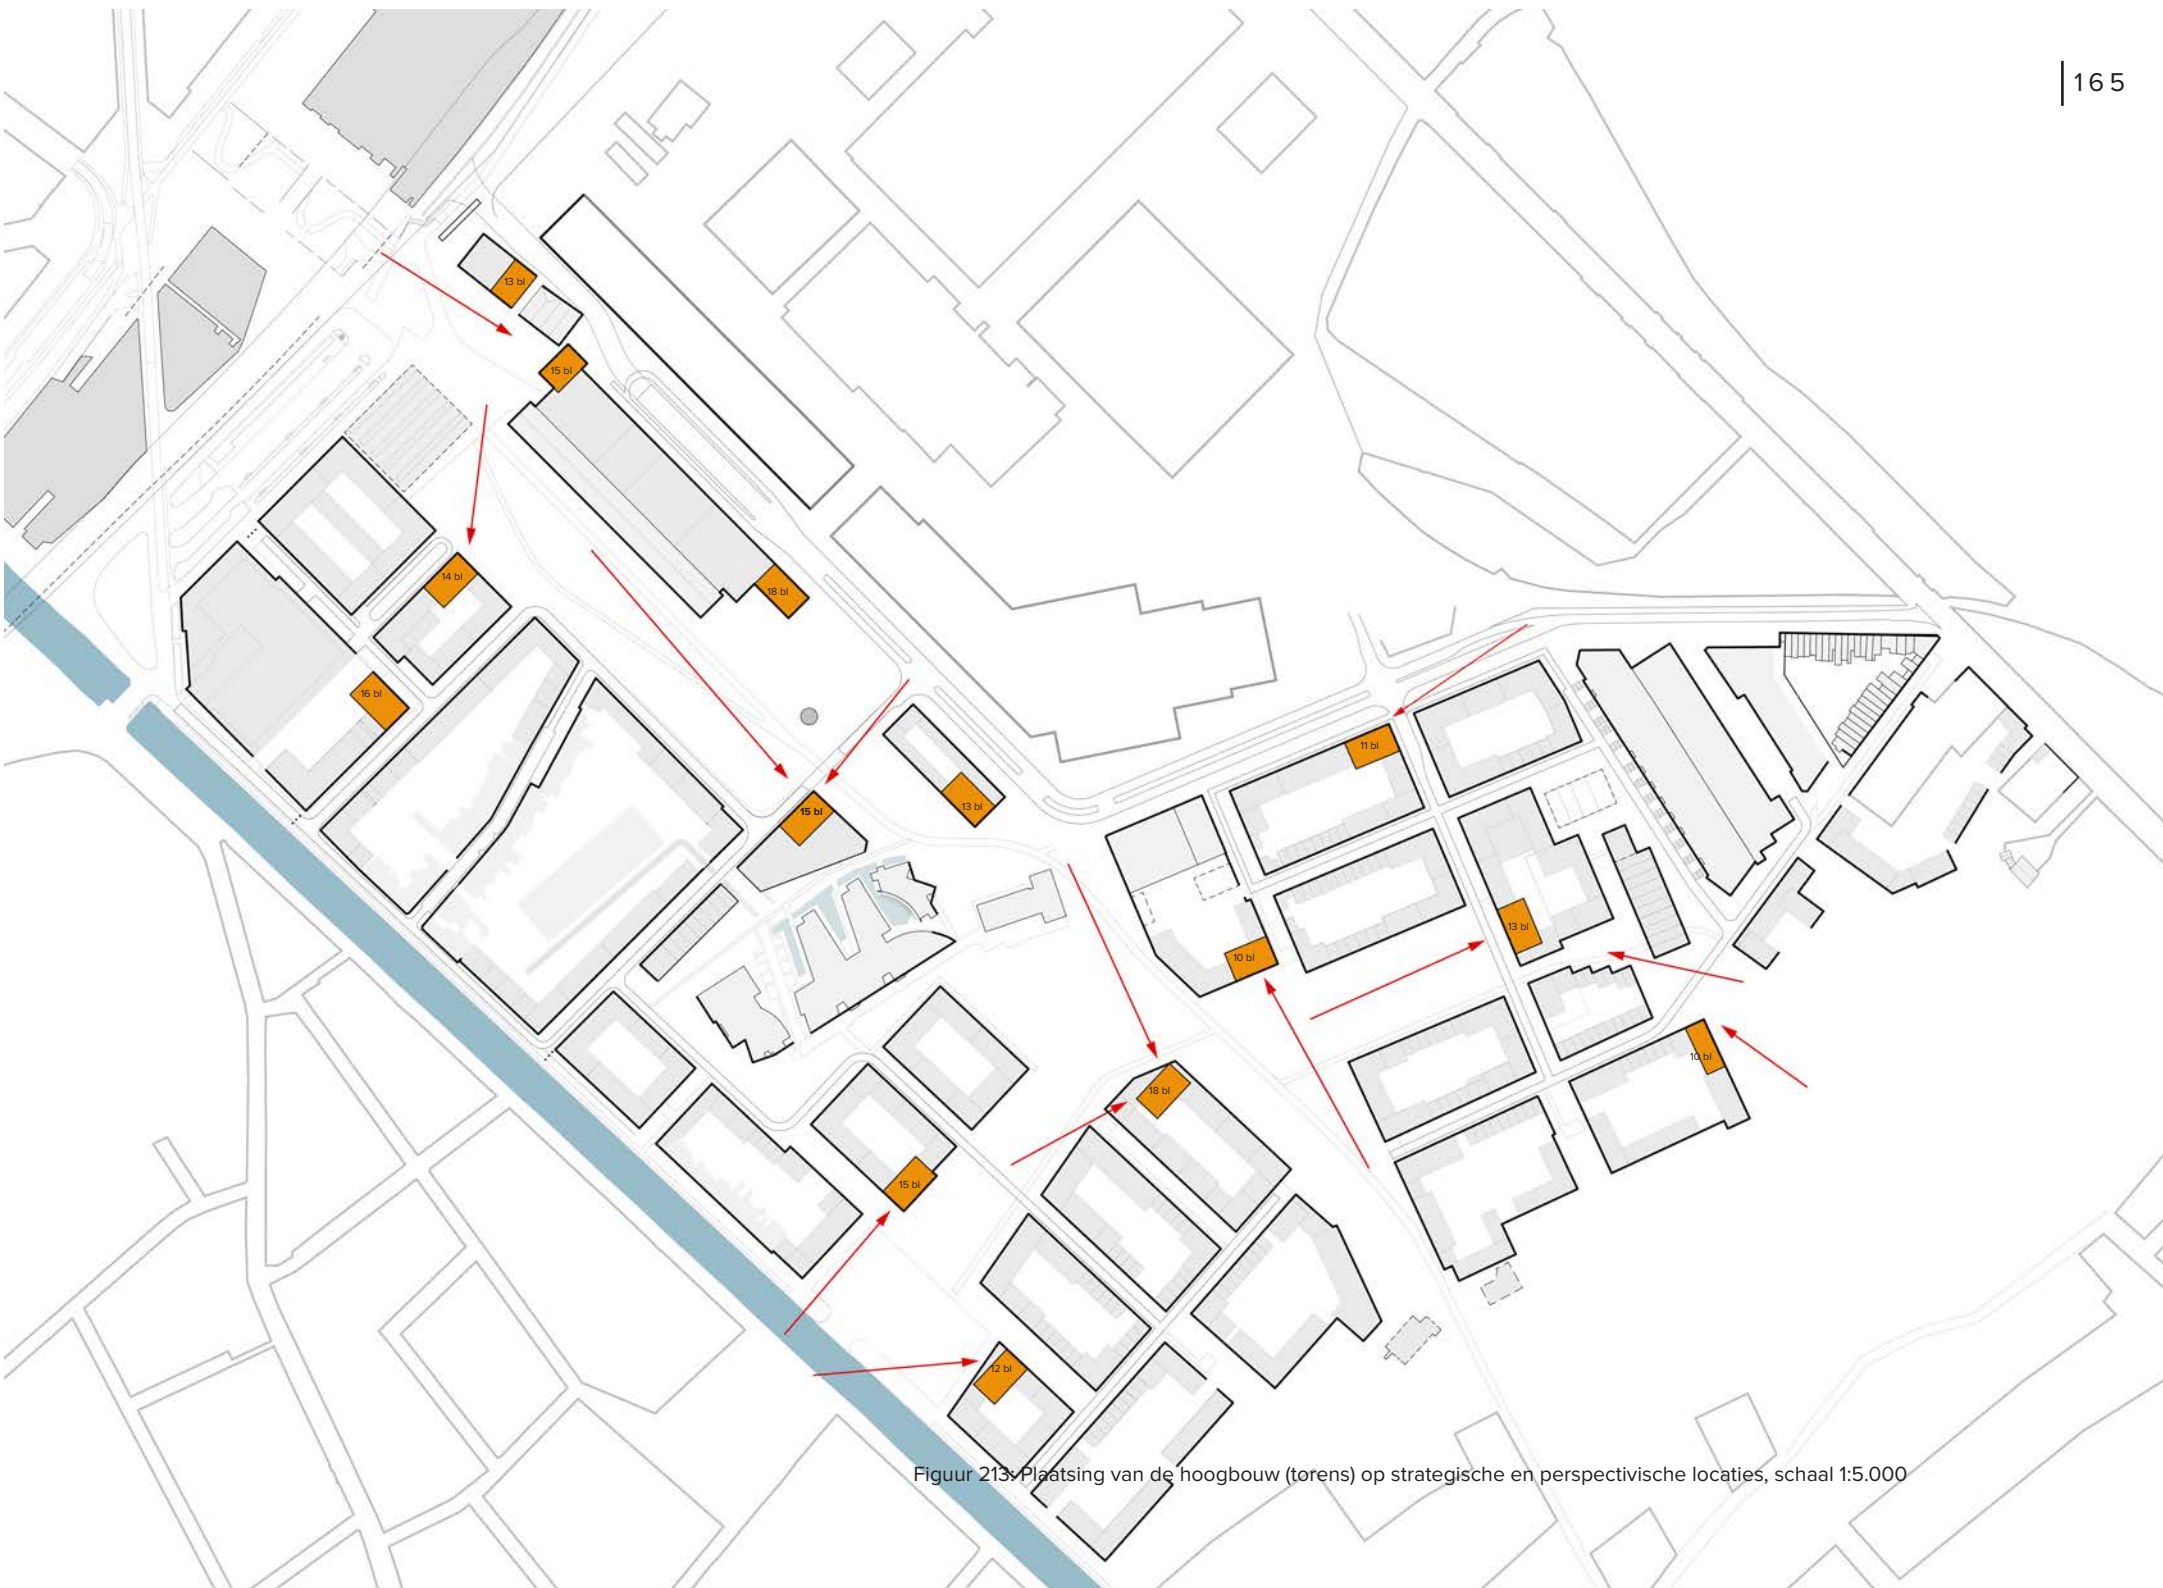 165
13 bl
15 bl
14 bl
18 bl
16 bl
11 bl
15 bl
13 bl
13 bl
10 bl
10 bl
18 bl
15 bl
12 bl
Figuur 213: Plaatsing van de hoogbouw (torens) op strategische en perspectivische locaties, schaal 1:5.000